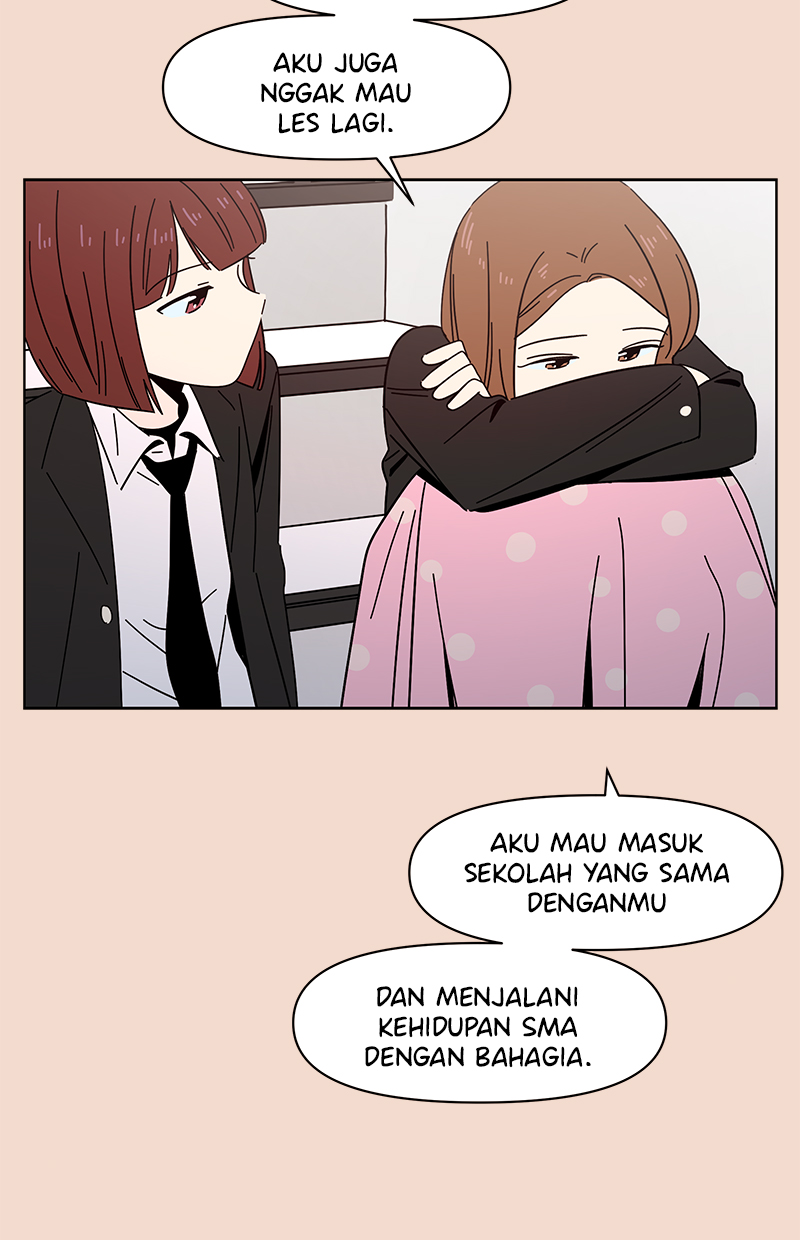 AKU JUGA
NGGAK MAU
LES LAGI.
AKU MAU MASUK
SEKOLAH YANG SAMA
DENGANMU
DAN MENJALANI
KEHIDUPAN SMA
DENGAN BAHAGIA.